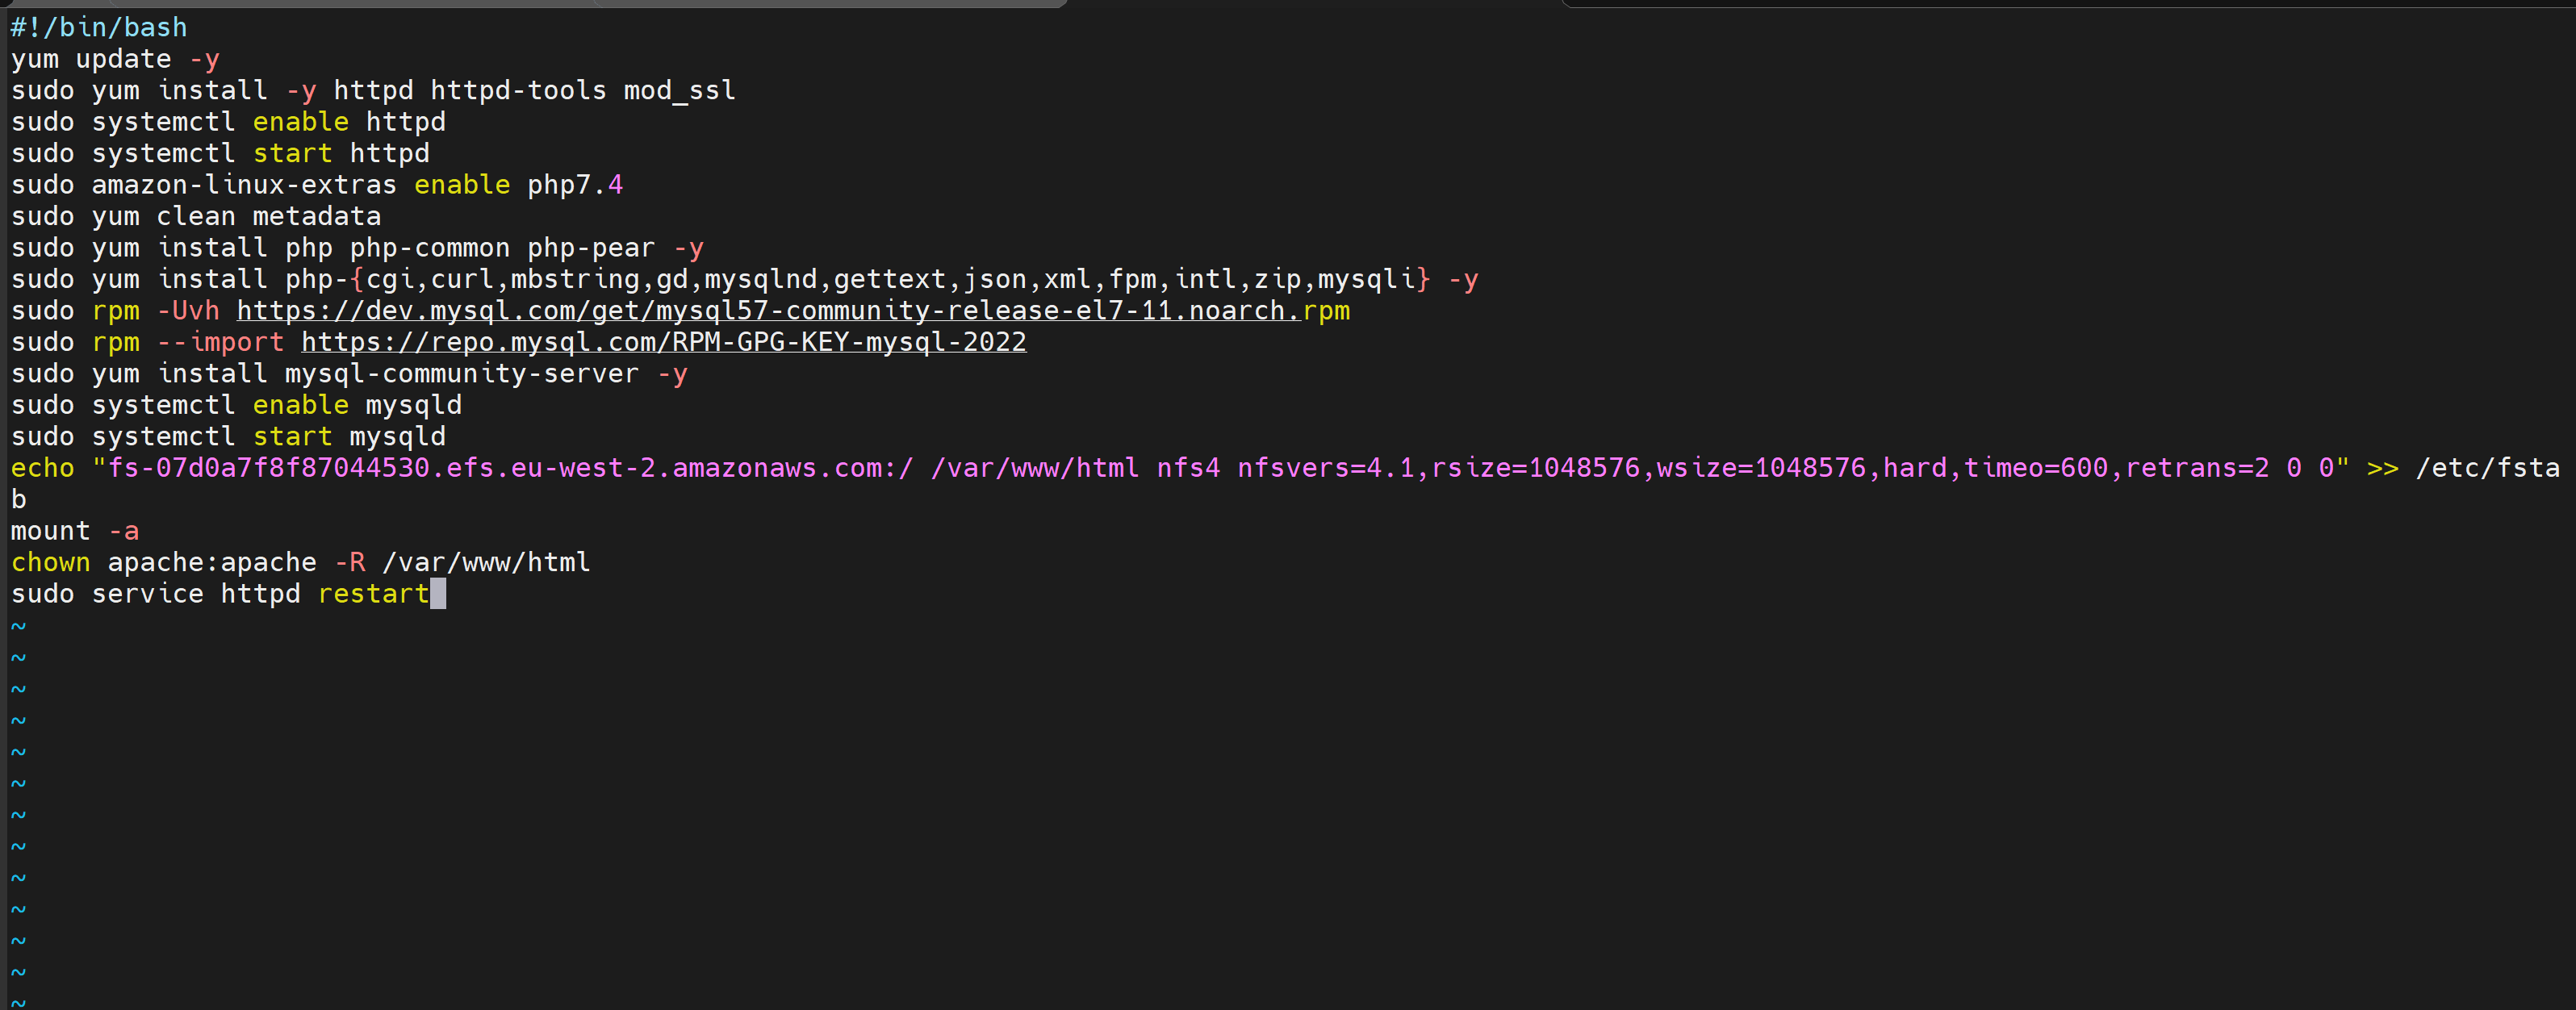 #!/bin/bash
yum update -y
sudo yum install -y httpd httpd-tools mod_ssl
sudo systemctl enable httpd
sudo systemctl start httpd
sudo amazon-linux-extras enable php7.4
sudo yum clean metadata
sudo yum install php php-common php-pear -y
sudo yum install php-{cgi,curl,mbstring,gd,mysqlnd,gettext,json,xml,fpm,intl,zip,mysqli} -y
sudo rpm -Uvh https://dev.mysql.com/get/mysql57-community-release-el7-11.noarch.rpm
sudo rpm --import https://repo.mysql.com/RPM-GPG-KEY-mysql-2022
sudo yum install mysql-community-server -y
sudo systemctl enable mysqld
sudo systemctl start mysqld
echo "fs-07d0a7f8f87044530.efs.eu-west-2.amazonaws.com:/ /var/www/html nfs4 nfsvers=4.1,rsize=1048576,wsize=1048576,hard,timeo=600,retrans=2 0 0" >> /etc/fsta
b
mount -a
chown apache:apache -R /var/www/html
sudo service httpd restart
~
~
~
~
~
~
~
~
~
~
~
~
~